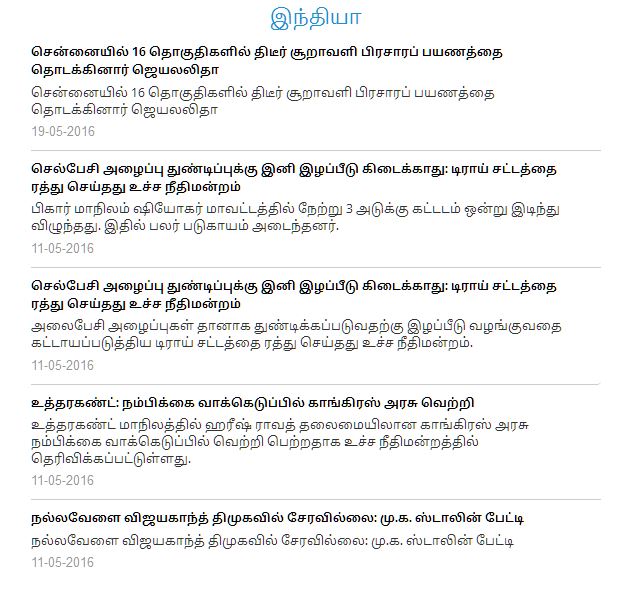 இந்தியா
சென்னையில் 16 தொகுதிகளில் திடீர் சூறாவளி பிரசாரப் பயணத்தை
தொடக்கினார் ஜெயலலிதா
சென்னையில் 16 தொகுதிகளில் திடீர் சூறாவளி பிரசாரப் பயணத்தை
தொடக்கினார் ஜெயலலிதா
19-05-2016
செல்பேசி அழைப்பு துண்டிப்புக்கு இனி இழப்பீடு கிடைக்காது: டிராய் சட்டத்தை
ரத்து செய்தது உச்ச நீதிமன்றம்
பிகார் மாநிலம் ஷியோகர் மாவட்டத்தில் நேற்று 3 அடுக்கு கட்டடம் ஒன்று இடிந்து
விழுந்தது. இதில் பலர் படுகாயம் அடைந்தனர்.
11-05-2016
செல்பேசி அழைப்பு துண்டிப்புக்கு இனி இழப்பீடு கிடைக்காது: டிராய் சட்டத்தை
ரத்து செய்தது உச்ச நீதிமன்றம்
அலைபேசி அழைப்புகள் தானாக துண்டிக்கப்படுவதற்கு இழப்பீடு வழங்குவதை
கட்டாயப்படுத்திய டிராய் சட்டத்தை ரத்து செய்தது உச்ச நீதிமன்றம்.
11-05-2016
உத்தரகண்ட்: நம்பிக்கை வாக்கெடுப்பில் காங்கிரஸ் அரசு வெற்றி
உத்தரகண்ட் மாநிலத்தில் ஹரீஷ் ராவத் தலைமையிலான காங்கிரஸ் அரசு
நம்பிக்கை வாக்கெடுப்பில் வெற்றி பெற்றதாக உச்ச நீதிமன்றத்தில்
தெரிவிக்கப்பட்டுள்ளது.
11-05-2016
நல்லவேளை விஜயகாந்த் திமுகவில் சேரவில்லை: மு.க. ஸ்டாலின் பேட்டி
நல்லவேளை விஜயகாந்த் திமுகவில் சேரவில்லை: மு.க. ஸ்டாலின் பேட்டி
11-05-2016